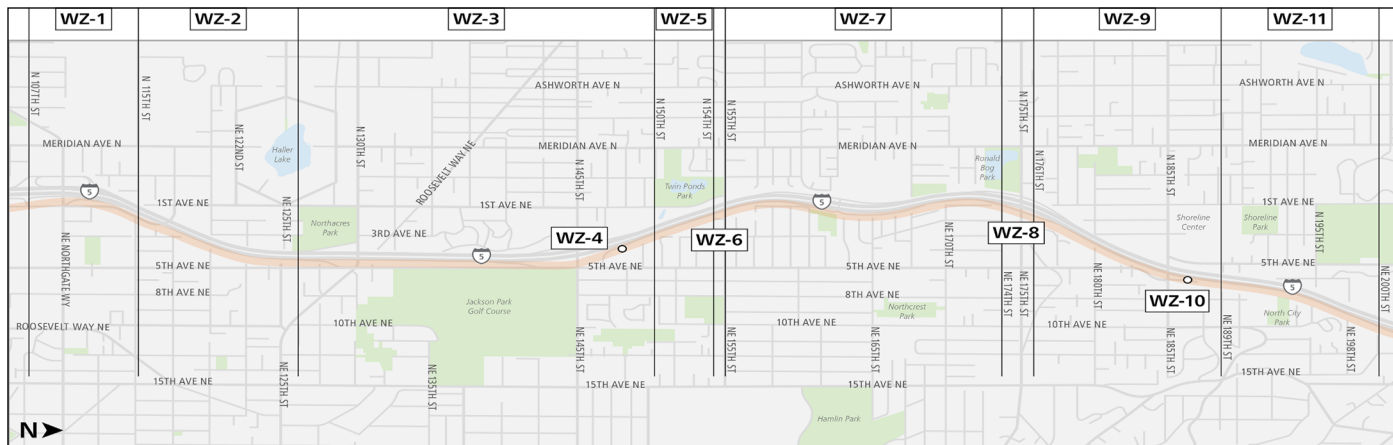 WZ-1
WZ-2
WZ-3
WZ-5
WZ-7
WZ-9
WZ-11
N 107TH ST
N 115TH ST
NE 122ND ST
Haller
Lake
MERIDIAN AVE N
N 130TH ST
ROOSEVELT WAY NE
ASHWORTH AVE N
MERIDIAN AVE N
N 145TH ST
N 150TH ST
N 154TH ST
N 155TH ST
ASHWORTH AVE N
MERIDIAN AVE N
Ronald
Bog
Park
N 175TH ST
N 176TH ST
N 185TH ST
ASHWORTH AVE N
MERIDIAN AVE N
5
1ST AVE NE
NE 125TH ST
Northacres
Park
3RD AVE NE
1ST AVE NE
5
WZ-4
Twin Ponds
Park
WZ-6
5
NE 170TH ST
WZ-8
Shoreline
Center
1ST AVE NE
Shoreline
Park
N 195TH ST
NE NORTHGATE WY
5TH AVE NE
8TH AVE NE
5TH AVE NE
5TH AVE NE
8TH AVE NE
Northcrest
Park
NE 174TH ST
NE 175TH ST
NE 180TH ST
WZ-10
5TH AVE NE
5
North City
Park
NE 200TH ST
ROOSEVELT WAY NE
Jackson Park
Golf Course
10TH AVE NE
10TH AVE NE
10TH AVE NE
15TH AVE NE
NE 125TH ST
NE 135TH ST
NE 145TH ST
15TH AVE NE
NE 155TH ST
NE 165TH ST
15TH AVE NE
NE 185TH ST
NE 189TH ST
NE 198TH ST
15TH AVE NE
Hamlin Park
N